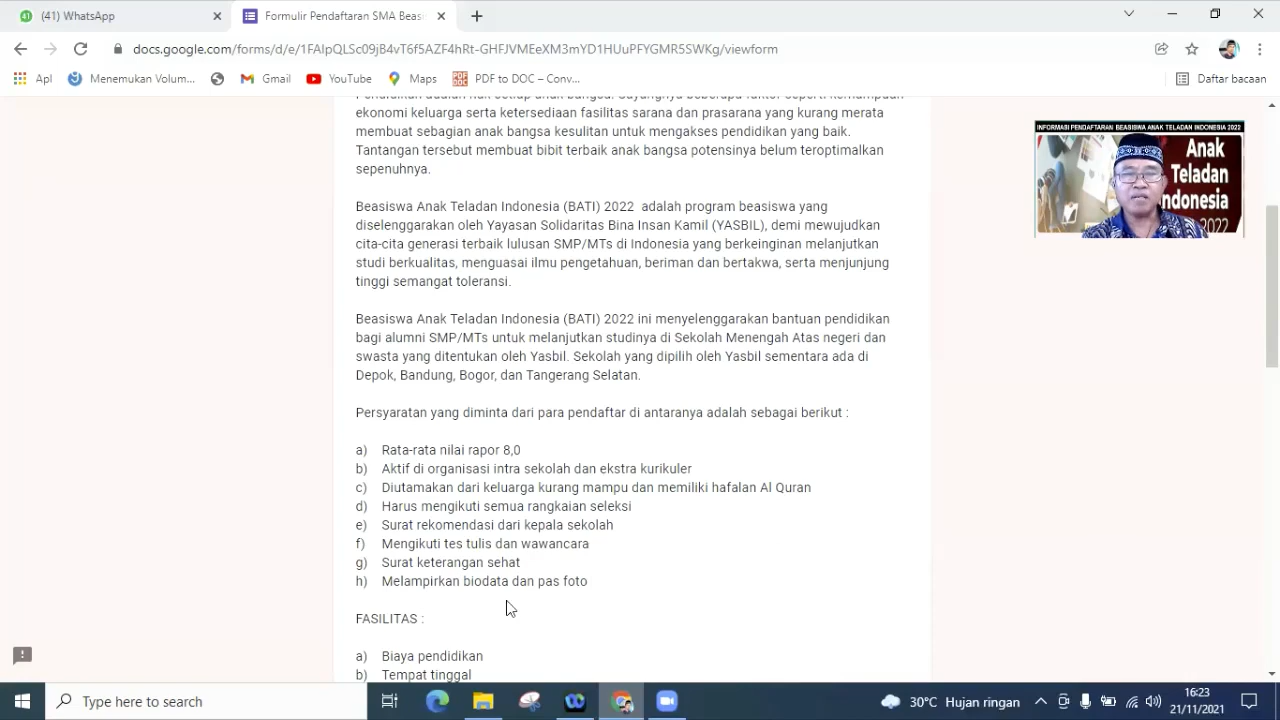 (41) WhatsApp
Formulir Pendaftaran SMA Beas
docs.google.com/forms/d/e/1FAIpQLSc09jB4vT6f5AZF4hRt-GHFJVMEeXM3mYD1HUuPFYGMR5SWKg/viewform
Apl
Menemukan Volum...
Gmail
YouTube
Maps
PDF to DOC – Conv...
Daftar bacaan
ekonomi keluarga serta ketersediaan fasilitas sarana dan prasarana yang kurang merata
membuat sebagian anak bangsa kesulitan untuk mengakses pendidikan yang baik.
Tantangan tersebut membuat bibit terbaik anak bangsa potensinya belum teroptimalkan
sepenuhnya.
Beasiswa Anak Teladan Indonesia (BATI) 2022 adalah program beasiswa yang
diselenggarakan oleh Yayasan Solidaritas Bina Insan Kamil (YASBIL), demi mewujudkan
cita-cita generasi terbaik lulusan SMP/MTs di Indonesia yang berkeinginan melanjutkan
studi berkualitas, menguasai ilmu pengetahuan, beriman dan bertakwa, serta menjunjung
tinggi semangat toleransi.
Beasiswa Anak Teladan Indonesia (BATI) 2022 ini menyelenggarakan bantuan pendidikan
bagi alumni SMP/MTs untuk melanjutkan studinya di Sekolah Menengah Atas negeri dan
swasta yang ditentukan oleh Yasbil. Sekolah yang dipilih oleh Yasbil sementara ada di
Depok, Bandung, Bogor, dan Tangerang Selatan.
Persyaratan yang diminta dari para pendaftar di antaranya adalah sebagai berikut :
a) Rata-rata nilai rapor 8,0
b) Aktif di organisasi intra sekolah dan ekstra kurikuler
c) Diutamakan dari keluarga kurang mampu dan memiliki hafalan Al Quran
d) Harus mengikuti semua rangkaian seleksi
e) Surat rekomendasi dari kepala sekolah
f) Mengikuti tes tulis dan wawancara
g) Surat keterangan sehat
h) Melampirkan biodata dan pas foto
FASILITAS :
a) Biaya pendidikan
b) Tempat tinggal
INFORMASI PENDAFTARAN BEASISWA ANAK TELADAN INDONESIA 2022
Anak
Teladan
ndonesia
2022
Type here to search
30°C Hujan ringan
16:23
21/11/2021